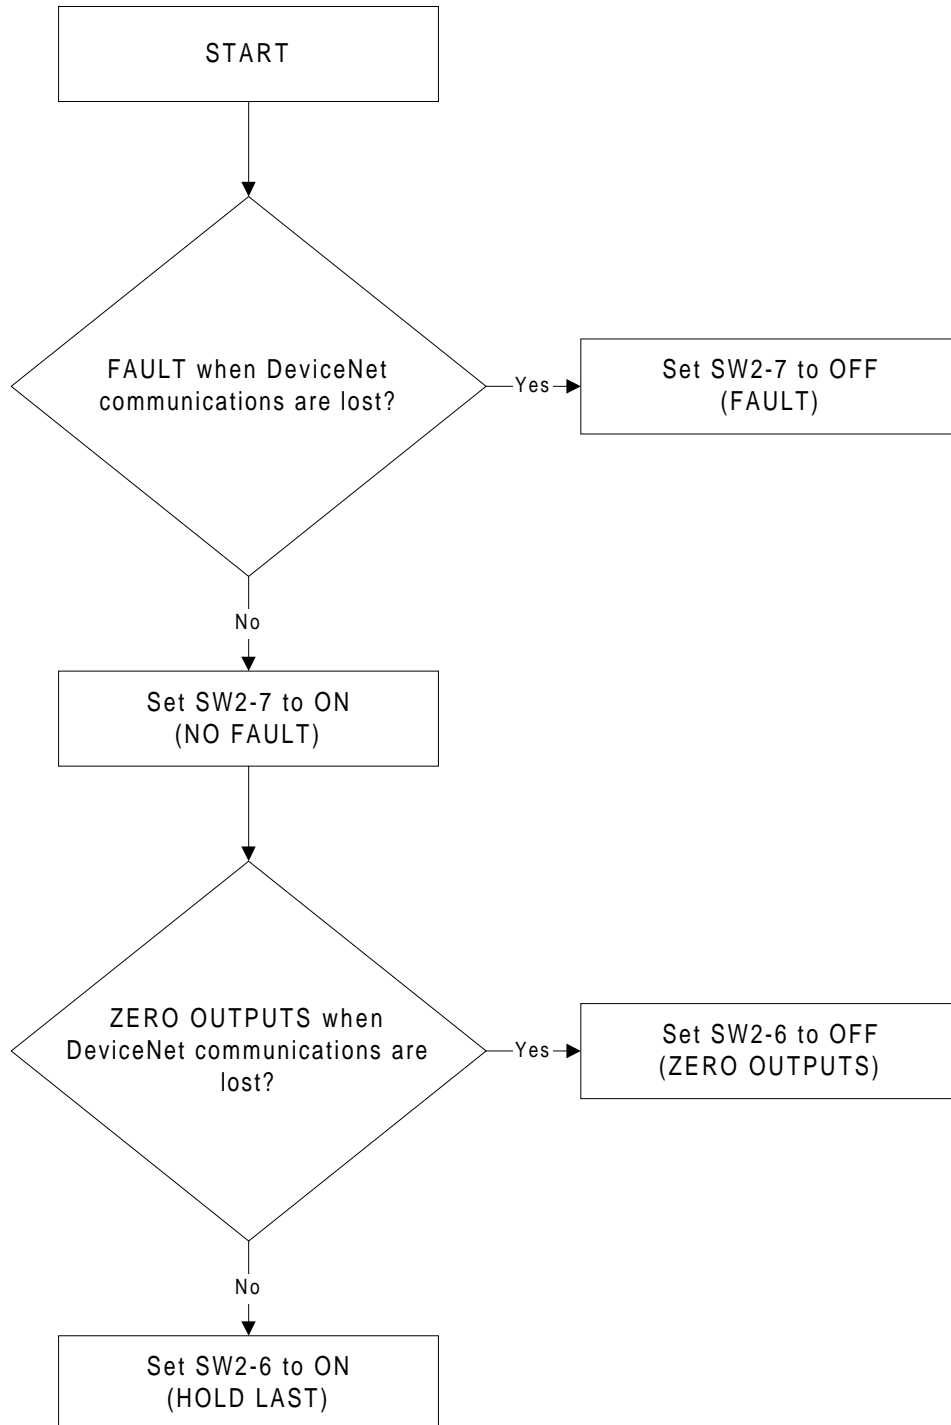 START
FAULT when DeviceNet
communications are lost?
Yes
Set SW2-7 to OFF
(FAULT)
No
Set SW2-7 to ON
(NO FAULT)
ZERO OUTPUTS when
DeviceNet communications are
lost?
Yes
Set SW2-6 to OFF
(ZERO OUTPUTS)
No
Set SW2-6 to ON
(HOLD LAST)